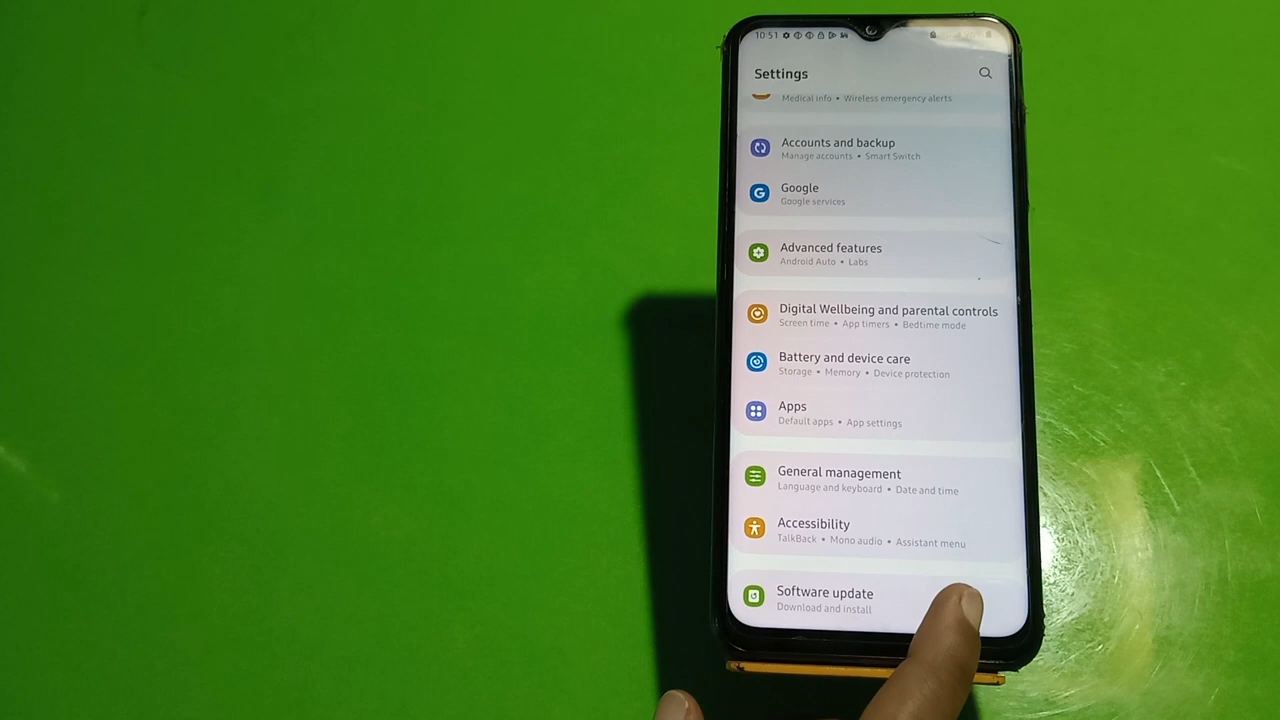 10:51
Settings
Medical info • Wireless emergency alerts
Accounts and backup
Manage accounts • Smart Switch
Google
Google services
Advanced features
Android Auto • Labs
Digital Wellbeing and parental controls
Screen time • App timers • Bedtime mode
Battery and device care
Storage • Memory • Device protection
Apps
Default apps • App settings
General management
Language and keyboard • Date and time
Accessibility
TalkBack • Mono audio • Assistant menu
Software update
Download and install